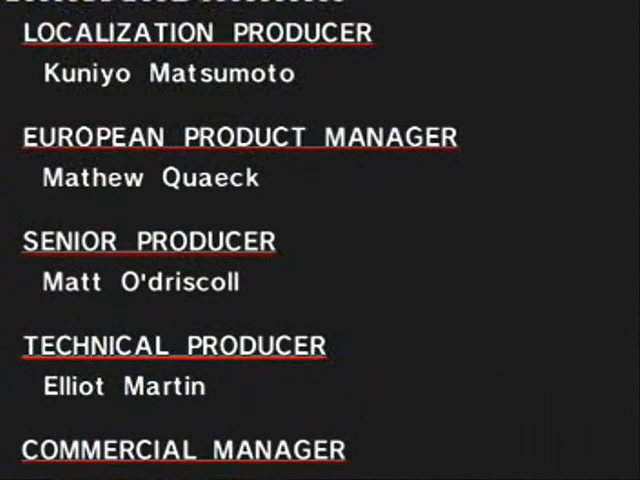 LOCALIZATION PRODUCER
Kuniyo Matsumoto
EUROPEAN PRODUCT MANAGER
Mathew Quaeck
SENIOR PRODUCER
Matt O'driscoll
TECHNICAL PRODUCER
Elliot Martin
COMMERCIAL MANAGER